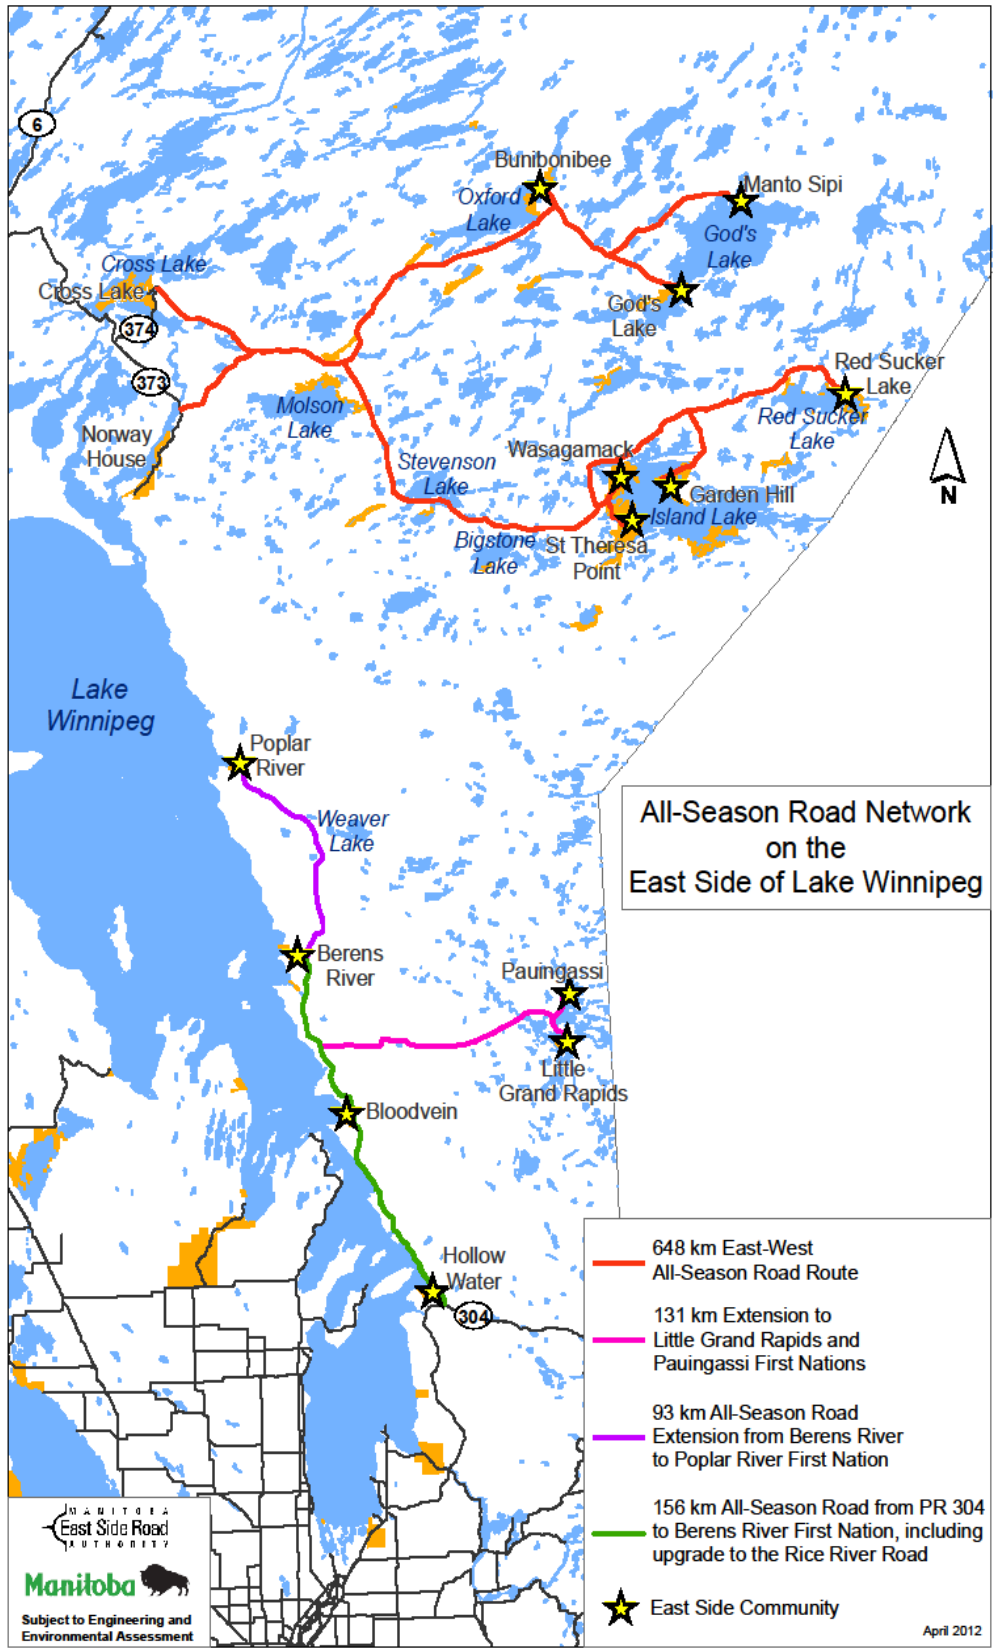 6
Bunibonibee
Manto Sipi
Oxford
Lake
God's
Lake
Cross Lake
Cross Lake
God's
Lake
374
373
Red Sucker
Lake
Molson
Lake
Red Sucker
Lake
Norway
House
Wasagamack
Stevenson
Lake
Garden Hill
Island Lake
N
Bigstone
Lake
St Theresa
Point
Lake
Winnipeg
Poplar
River
Weaver
Lake
All-Season Road Network
on the
East Side of Lake Winnipeg
Berens
River
Pauingassi
Little
Grand Rapids
Bloodvein
Hollow
Water
304
648 km East-West
All-Season Road Route
131 km Extension to
Little Grand Rapids and
Pauingassi First Nations
93 km All-Season Road
Extension from Berens River
to Poplar River First Nation
156 km All-Season Road from PR 304
to Berens River First Nation, including
upgrade to the Rice River Road
East Side Community
MANITOBA
East Side Road
AUTHORITY
Manitoba
Subject to Engineering and
Environmental Assessment
April 2012